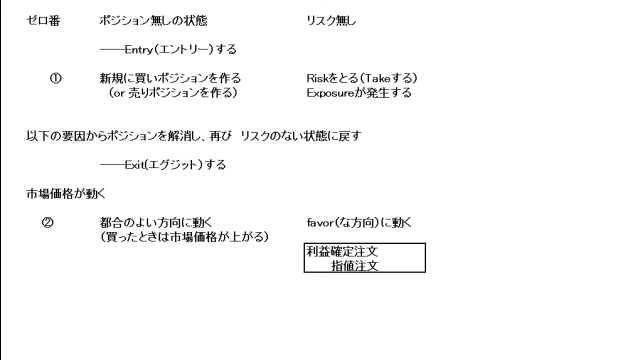 ゼロ番 ポジション無しの状態 リスク無し
――Entry(エントリー)する
① 新規に買いポジションを作る Riskをとる(Takeする)
(or 売りポジションを作る) Exposureが発生する
以下の要因からポジションを解消し、再び リスクのない状態に戻す
――Exit(エグジット)する
市場価格が動く
② 都合のよい方向に動く favor(な方向)に動く
(買ったときは市場価格が上がる)
利益確定注文
指値注文